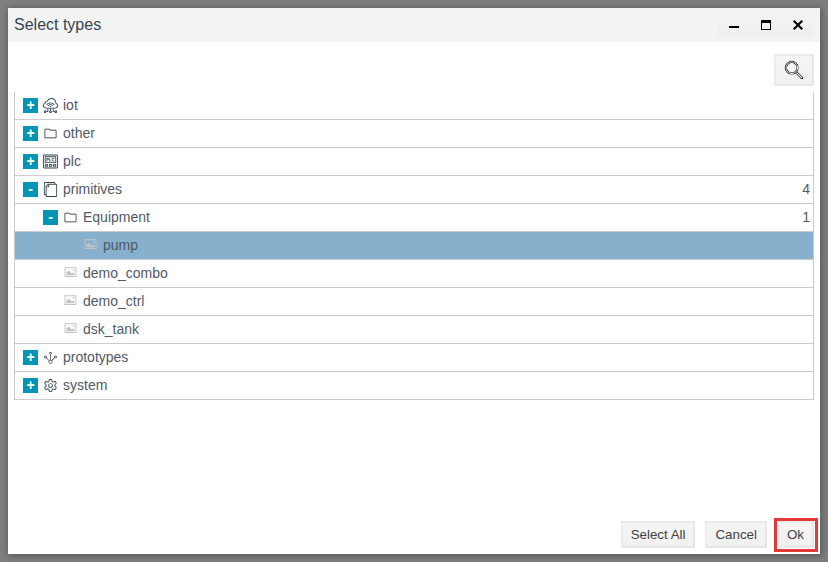 Select types
+ iot
+ other
+ PLC plc
- primitives 4
- Equipment 1
pump
demo_combo
demo_ctrl
dsk_tank
+ prototypes
+ system
Select All Cancel Ok